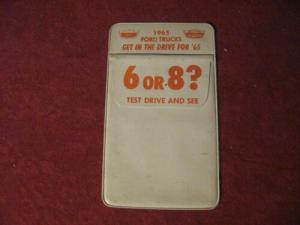 1965
FORD TRUCKS
GET IN THE DRIVE FOR '65
6 OR 8?
TEST DRIVE AND SEE